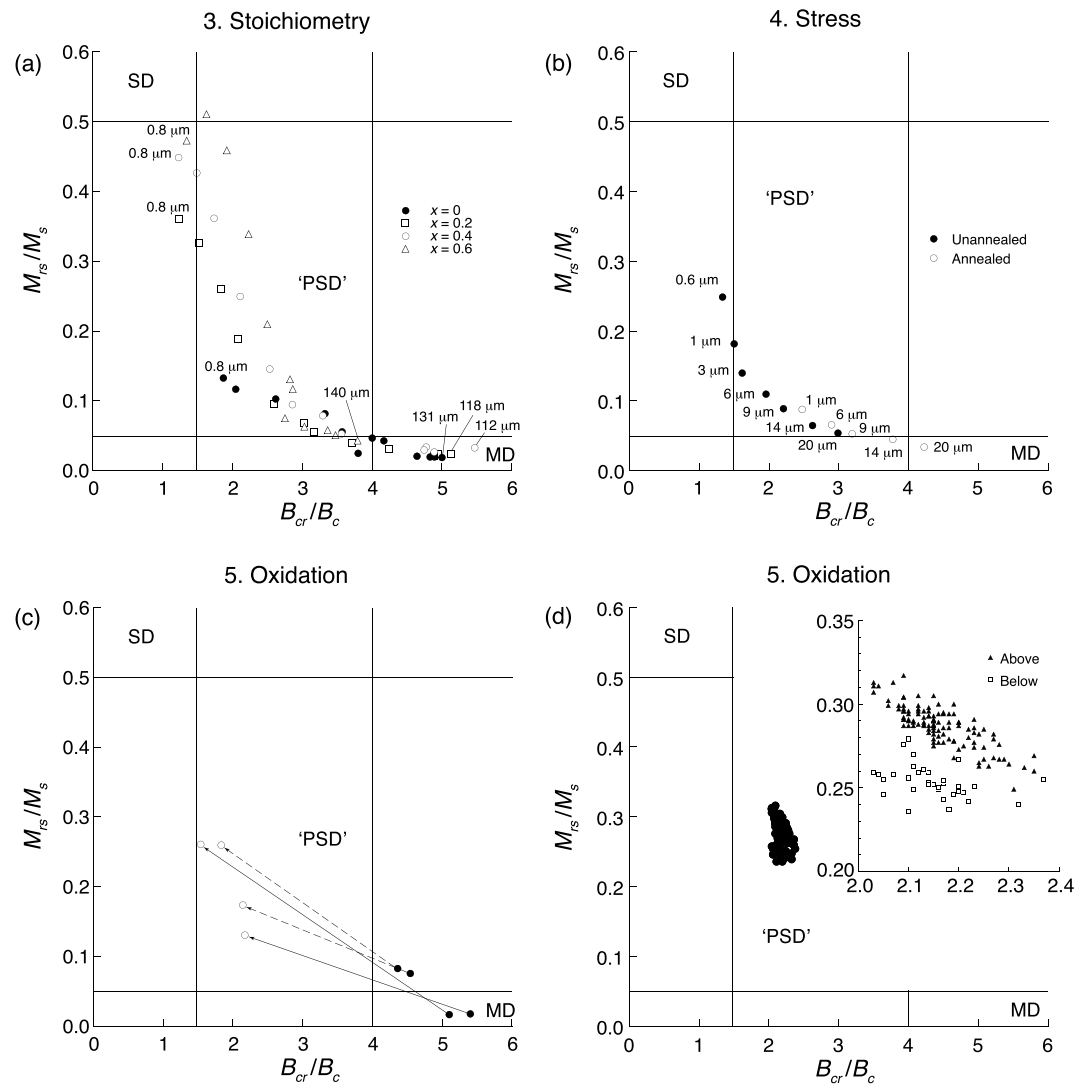 3. Stoichiometry
(a)
0.6
0.5
0.4
0.3
0.2
0.1
0.0
Mrs/Ms
SD
0.8 μm
0.8 μm
0.8 μm
0.8 μm
x = 0
x = 0.2
x = 0.4
x = 0.6
‘PSD’
140 μm
131 μm
118 μm
112 μm
MD
0 1 2 3 4 5 6
Bcr/Bc
4. Stress
(b)
0.6
0.5
0.4
0.3
0.2
0.1
0.0
Mrs/Ms
SD
‘PSD’
Unannealed
Annealed
0.6 μm
1 μm
3 μm
6 μm
9 μm
14 μm
20 μm
1 μm
6 μm
9 μm
14 μm
20 μm
MD
0 1 2 3 4 5 6
Bcr/Bc
5. Oxidation
(c)
0.6
0.5
0.4
0.3
0.2
0.1
0.0
Mrs/Ms
SD
‘PSD’
MD
0 1 2 3 4 5 6
Bcr/Bc
5. Oxidation
(d)
0.6
0.5
0.4
0.3
0.2
0.1
0.0
Mrs/Ms
SD
0.35
0.30
0.25
0.20
Above
Below
2.0 2.1 2.2 2.3 2.4
‘PSD’
MD
0 1 2 3 4 5 6
Bcr/Bc